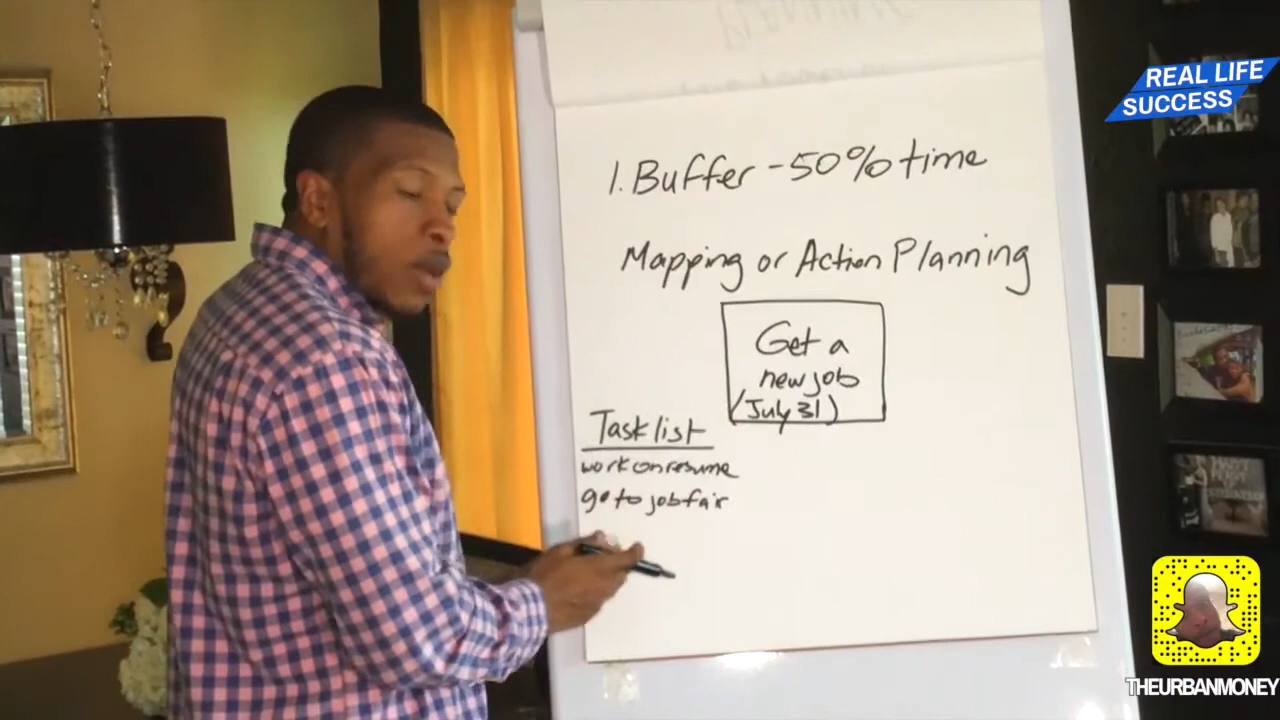 REAL LIFE
SUCCESS
1. Buffer - 50% time
Mapping or Action Planning
Get a
new job
(July 31)
Task list
work on resume
go to job fair
THEURBANMONEY